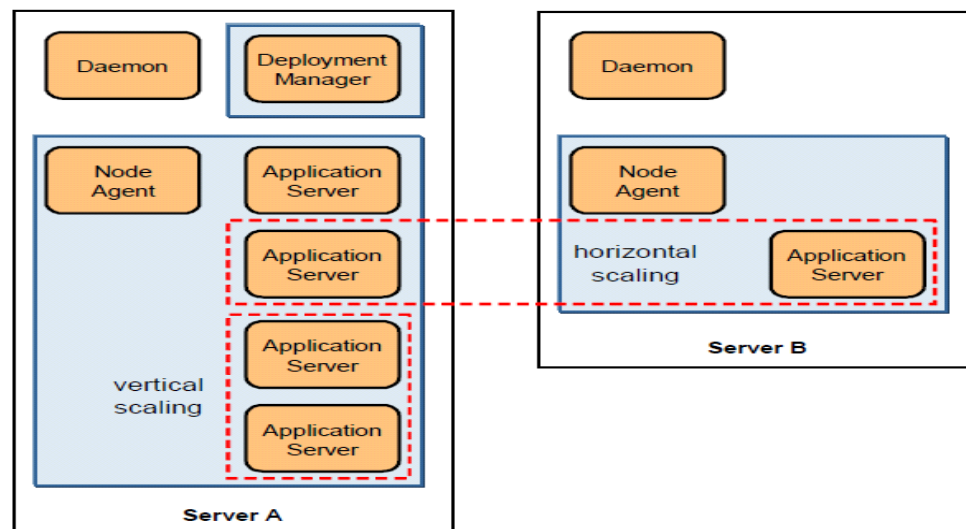 Daemon
Deployment
Manager
Node
Agent
Application
Server
Application
Server
vertical
scaling
Application
Server
Application
Server
Server A
Daemon
Node
Agent
horizontal
scaling
Application
Server
Server B